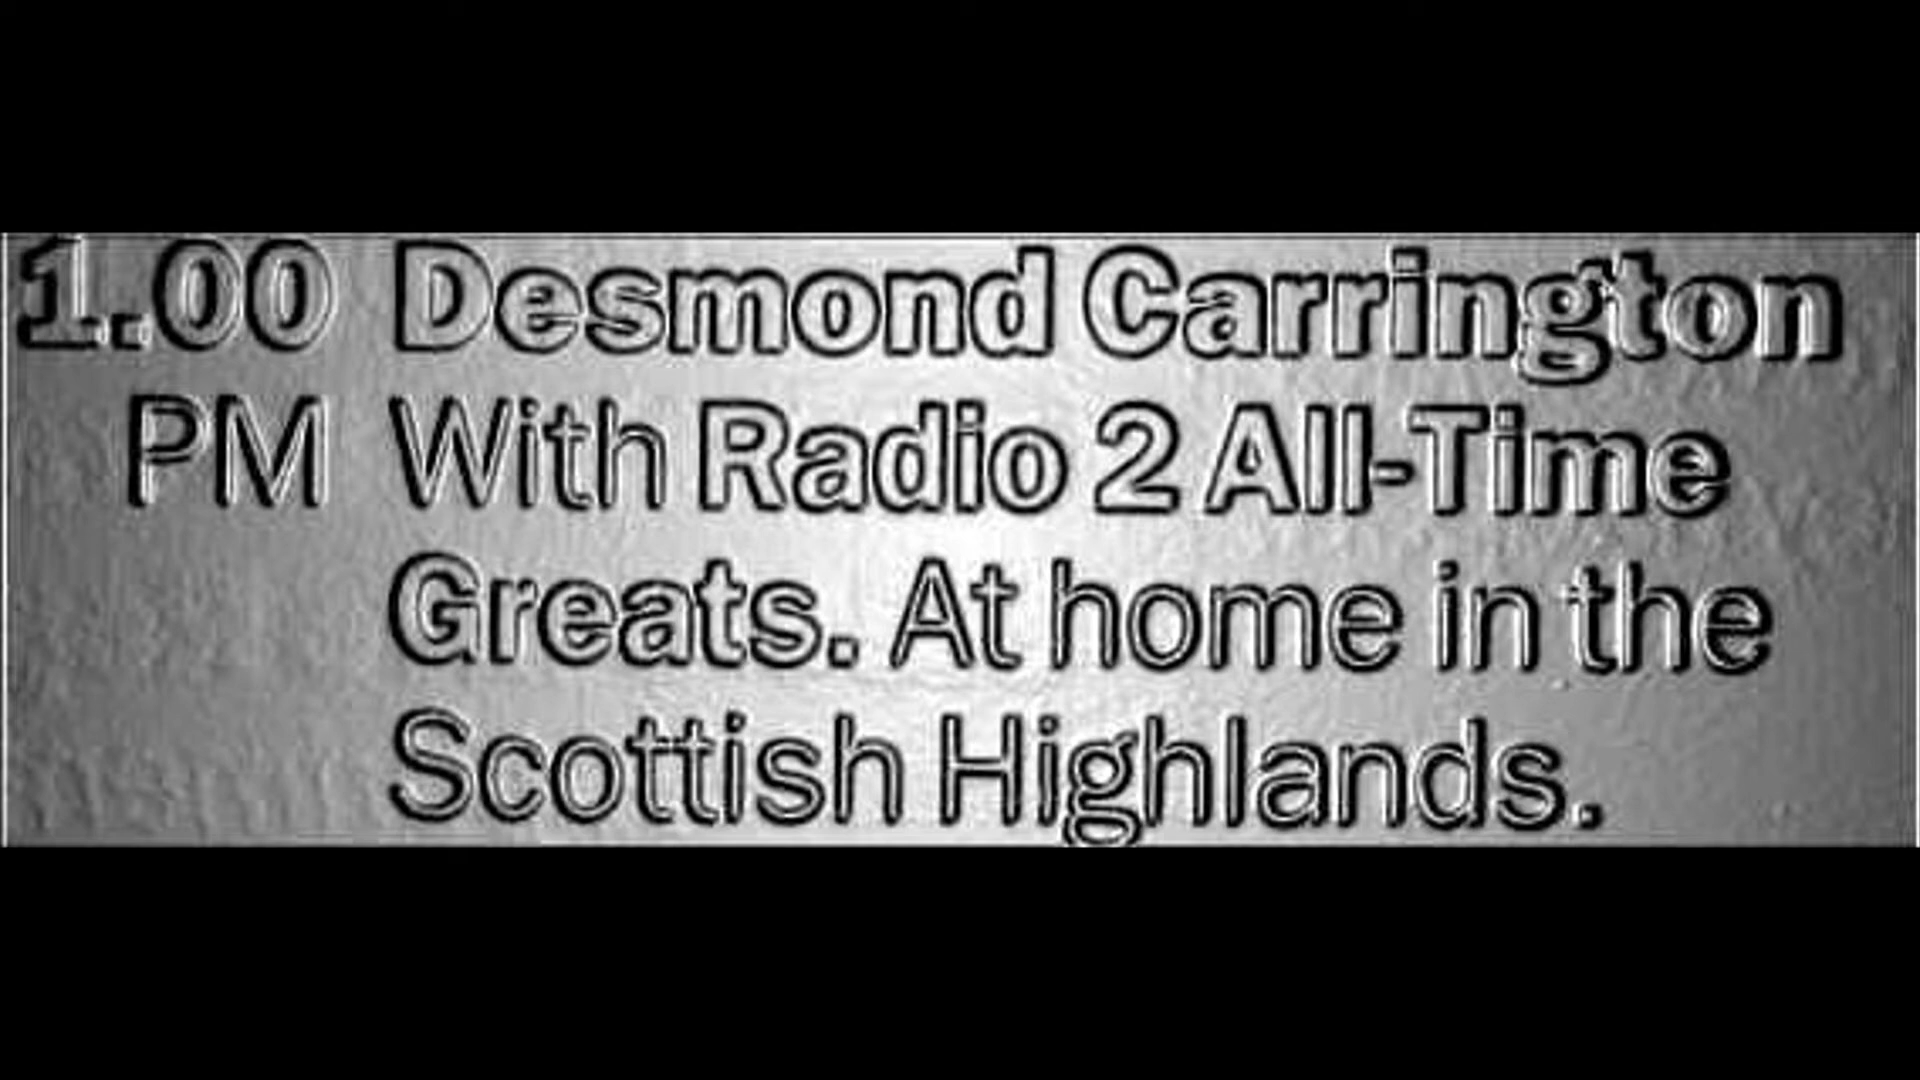 1.00 Desmond Carrington
PM With Radio 2 All-Time
Greats. At home in the
Scottish Highlands.